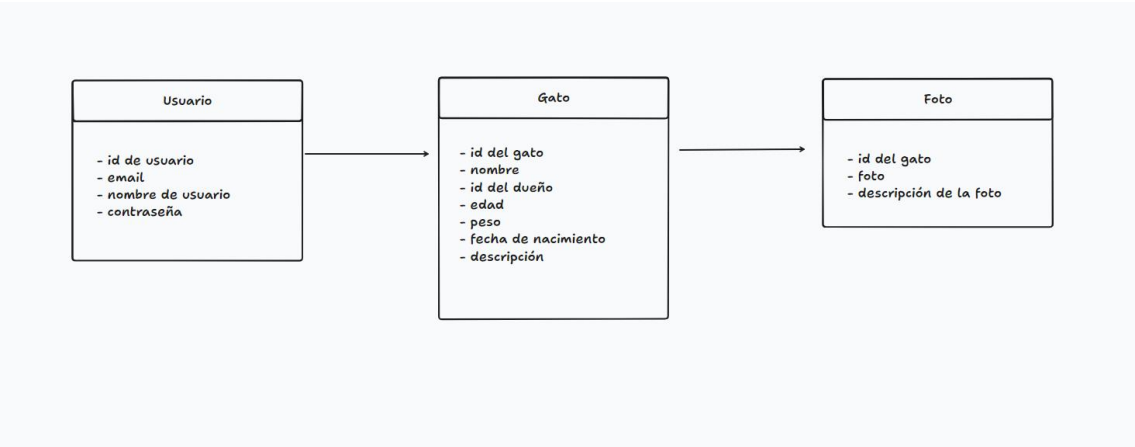 Usuario
- id de usuario
- email
- nombre de usuario
- contraseña
Gato
- id del gato
- nombre
- id del dueño
- edad
- peso
- fecha de nacimiento
- descripción
Foto
- id del gato
- foto
- descripción de la foto